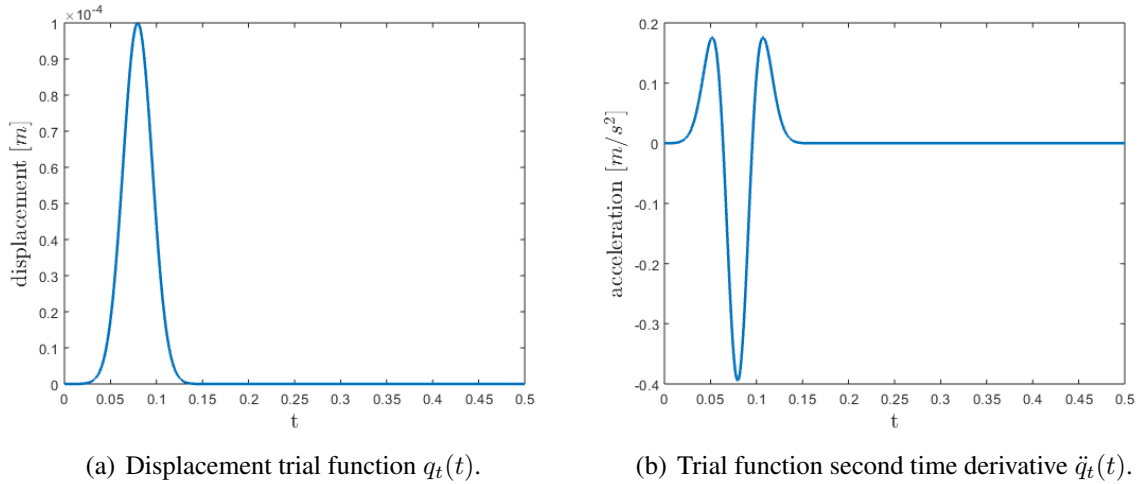 ×10⁻⁴
1
0.9
0.8
0.7
0.6
0.5
0.4
0.3
0.2
0.1
0
displacement [m]
0 0.05 0.1 0.15 0.2 0.25 0.3 0.35 0.4 0.45 0.5
t
(a) Displacement trial function q_t(t).
0.2
0.1
0
-0.1
-0.2
-0.3
-0.4
acceleration [m/s²]
0 0.05 0.1 0.15 0.2 0.25 0.3 0.35 0.4 0.45 0.5
t
(b) Trial function second time derivative q̈_t(t).